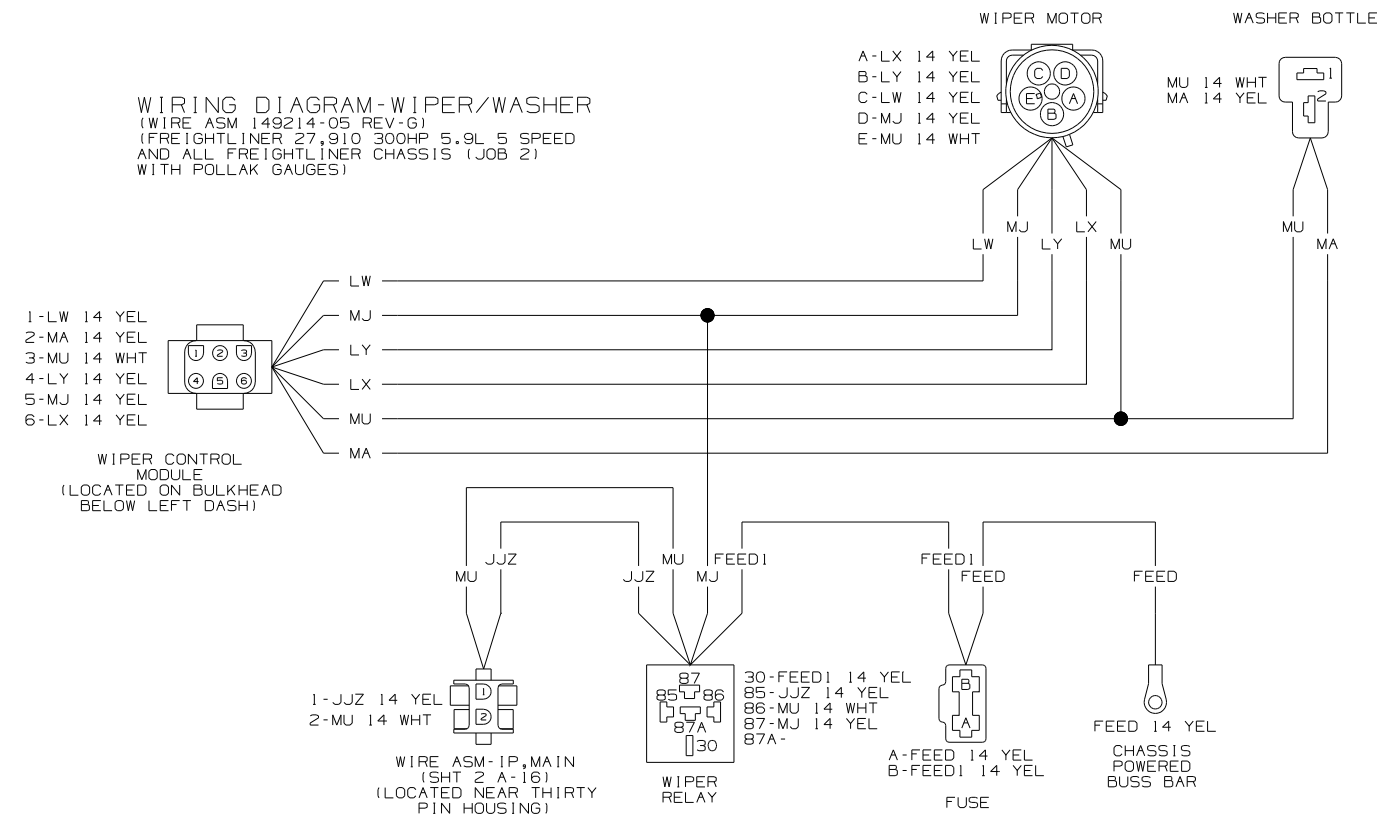 WIPER MOTOR
WASHER BOTTLE
A-LX 14 YEL
B-LY 14 YEL
C-LW 14 YEL
D-MJ 14 YEL
E-MU 14 WHT
C D
E A
B
MU 14 WHT
MA 14 YEL
1
2
WIRING DIAGRAM-WIPER/WASHER
(WIRE ASM 149214-05 REV-G)
(FREIGHTLINER 27,910 300HP 5.9L 5 SPEED
AND ALL FREIGHTLINER CHASSIS (JOB 2)
WITH POLLAK GAUGES)
LW
MJ
LY
LX
MU
MU
MA
1-LW 14 YEL
2-MA 14 YEL
3-MU 14 WHT
4-LY 14 YEL
5-MJ 14 YEL
6-LX 14 YEL
1 2 3
4 5 6
LW
MJ
LY
LX
MU
MA
WIPER CONTROL
MODULE
(LOCATED ON BULKHEAD
BELOW LEFT DASH)
MU
JJZ
JJZ
MU
MJ
FEED1
FEED1
FEED
FEED
1-JJZ 14 YEL
2-MU 14 WHT
1
2
WIRE ASM-IP,MAIN
(SHT 2 A-16)
(LOCATED NEAR THIRTY
PIN HOUSING)
87
85 86
87A
30
30-FEED1 14 YEL
85-JJZ 14 YEL
86-MU 14 WHT
87-MJ 14 YEL
87A-
WIPER
RELAY
B
A
A-FEED 14 YEL
B-FEED1 14 YEL
FUSE
FEED 14 YEL
CHASSIS
POWERED
BUSS BAR